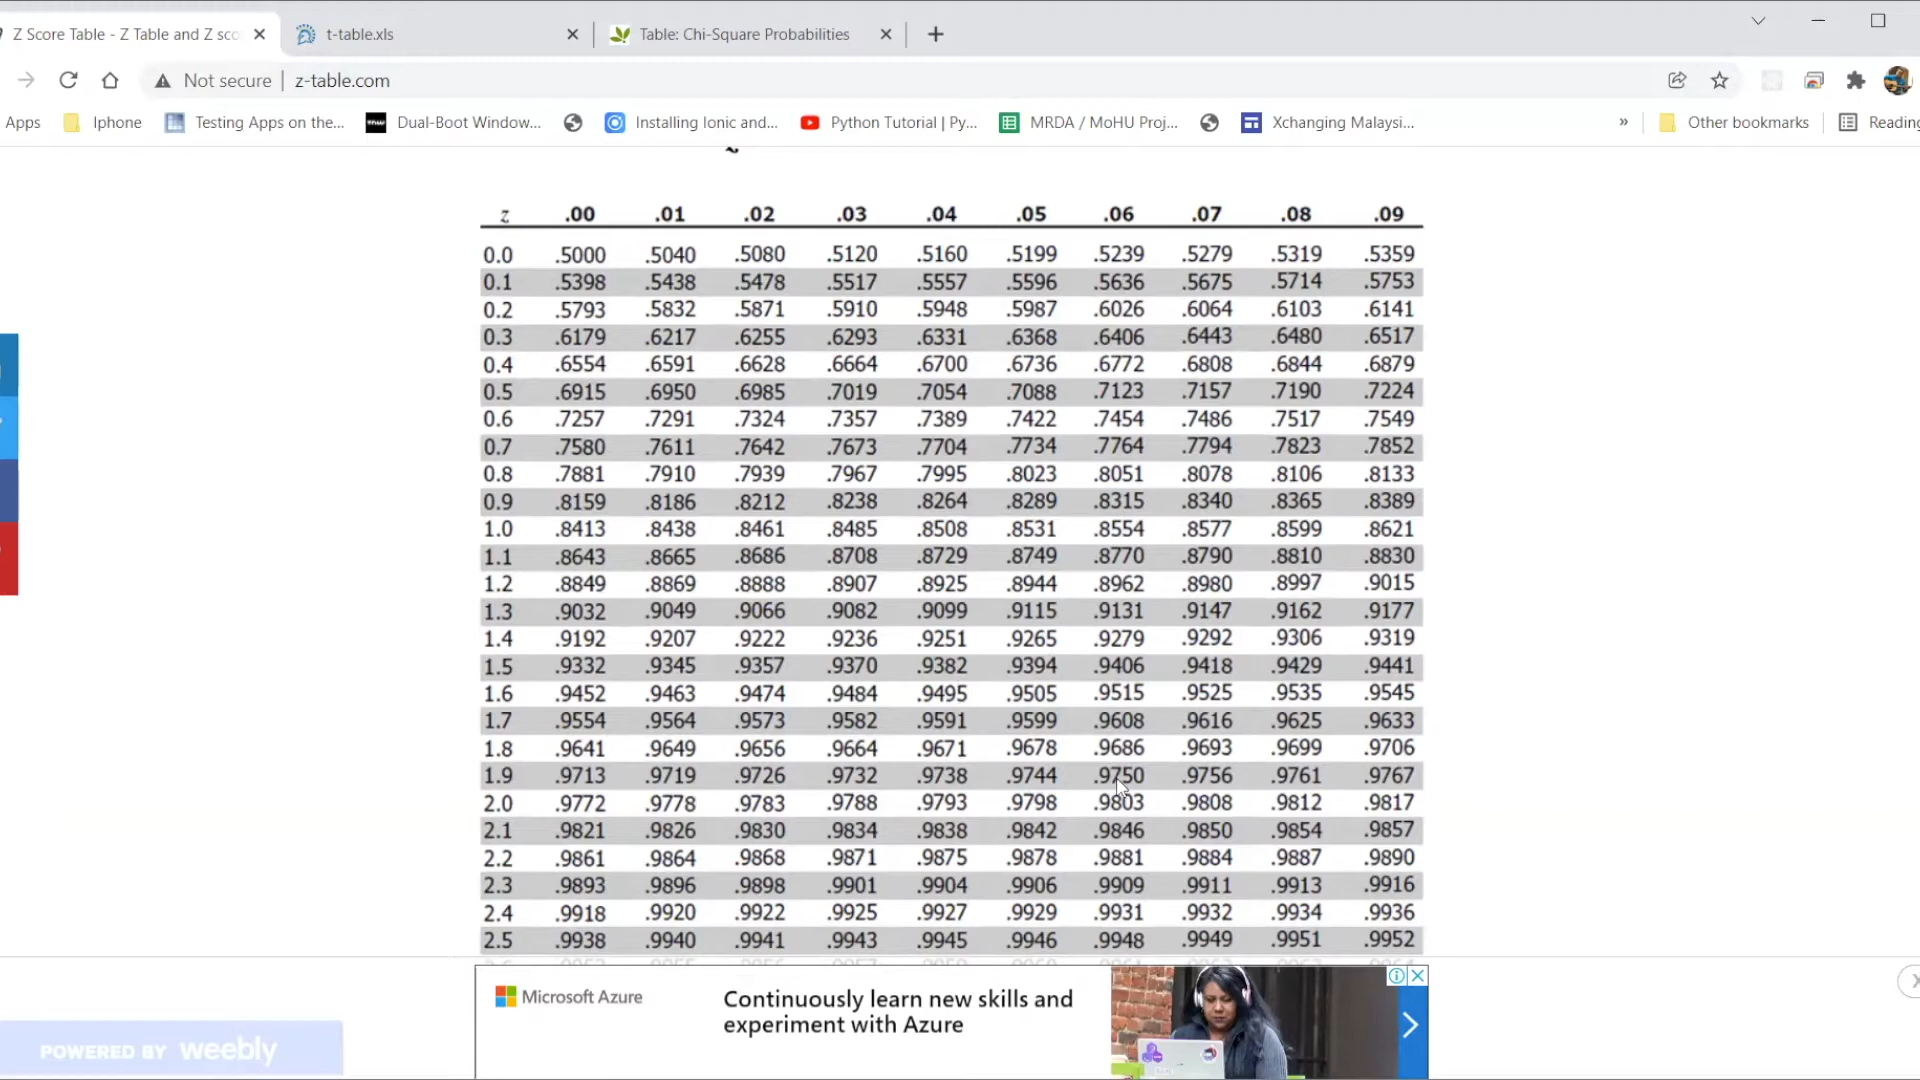 Z Score Table - Z Table and Z sco
t-table.xls
Table: Chi-Square Probabilities
Not secure | z-table.com
Apps Iphone Testing Apps on the... Dual-Boot Window... Installing Ionic and... Python Tutorial | Py... MRDA / MoHU Proj... Xchanging Malaysi... » Other bookmarks Reading
z .00 .01 .02 .03 .04 .05 .06 .07 .08 .09
0.0 .5000 .5040 .5080 .5120 .5160 .5199 .5239 .5279 .5319 .5359
0.1 .5398 .5438 .5478 .5517 .5557 .5596 .5636 .5675 .5714 .5753
0.2 .5793 .5832 .5871 .5910 .5948 .5987 .6026 .6064 .6103 .6141
0.3 .6179 .6217 .6255 .6293 .6331 .6368 .6406 .6443 .6480 .6517
0.4 .6554 .6591 .6628 .6664 .6700 .6736 .6772 .6808 .6844 .6879
0.5 .6915 .6950 .6985 .7019 .7054 .7088 .7123 .7157 .7190 .7224
0.6 .7257 .7291 .7324 .7357 .7389 .7422 .7454 .7486 .7517 .7549
0.7 .7580 .7611 .7642 .7673 .7704 .7734 .7764 .7794 .7823 .7852
0.8 .7881 .7910 .7939 .7967 .7995 .8023 .8051 .8078 .8106 .8133
0.9 .8159 .8186 .8212 .8238 .8264 .8289 .8315 .8340 .8365 .8389
1.0 .8413 .8438 .8461 .8485 .8508 .8531 .8554 .8577 .8599 .8621
1.1 .8643 .8665 .8686 .8708 .8729 .8749 .8770 .8790 .8810 .8830
1.2 .8849 .8869 .8888 .8907 .8925 .8944 .8962 .8980 .8997 .9015
1.3 .9032 .9049 .9066 .9082 .9099 .9115 .9131 .9147 .9162 .9177
1.4 .9192 .9207 .9222 .9236 .9251 .9265 .9279 .9292 .9306 .9319
1.5 .9332 .9345 .9357 .9370 .9382 .9394 .9406 .9418 .9429 .9441
1.6 .9452 .9463 .9474 .9484 .9495 .9505 .9515 .9525 .9535 .9545
1.7 .9554 .9564 .9573 .9582 .9591 .9599 .9608 .9616 .9625 .9633
1.8 .9641 .9649 .9656 .9664 .9671 .9678 .9686 .9693 .9699 .9706
1.9 .9713 .9719 .9726 .9732 .9738 .9744 .9750 .9756 .9761 .9767
2.0 .9772 .9778 .9783 .9788 .9793 .9798 .9803 .9808 .9812 .9817
2.1 .9821 .9826 .9830 .9834 .9838 .9842 .9846 .9850 .9854 .9857
2.2 .9861 .9864 .9868 .9871 .9875 .9878 .9881 .9884 .9887 .9890
2.3 .9893 .9896 .9898 .9901 .9904 .9906 .9909 .9911 .9913 .9916
2.4 .9918 .9920 .9922 .9925 .9927 .9929 .9931 .9932 .9934 .9936
2.5 .9938 .9940 .9941 .9943 .9945 .9946 .9948 .9949 .9951 .9952
Microsoft Azure
Continuously learn new skills and
experiment with Azure
POWERED BY weebly